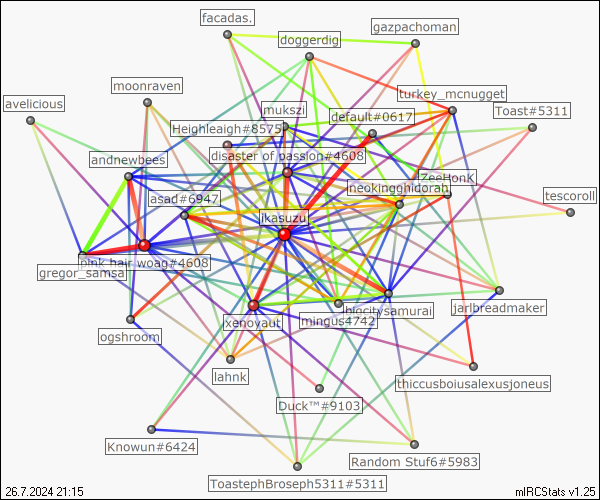 facadas.
gazpachoman
doggerdig
moonraven
turkey_mcnugget
avelicious
mukszi
default#0617
Toast#5311
Heighleaigh#8575
andnewbees
disaster of passion#4608
ZeeHonK
neokingghidorah
asad#6947
tescoroll
ikasuzu
pink hair woag#4608
gregor_samsa
bigcitysamurai
jarlbreadmaker
xenoyaut
mingus4742
ogshroom
lahnk
thiccusboiusalexusjoneus
Duck™#9103
Knowun#6424
Random Stuf6#5983
ToastephBroseph5311#5311
26.7.2024 21:15
mIRCStats v1.25